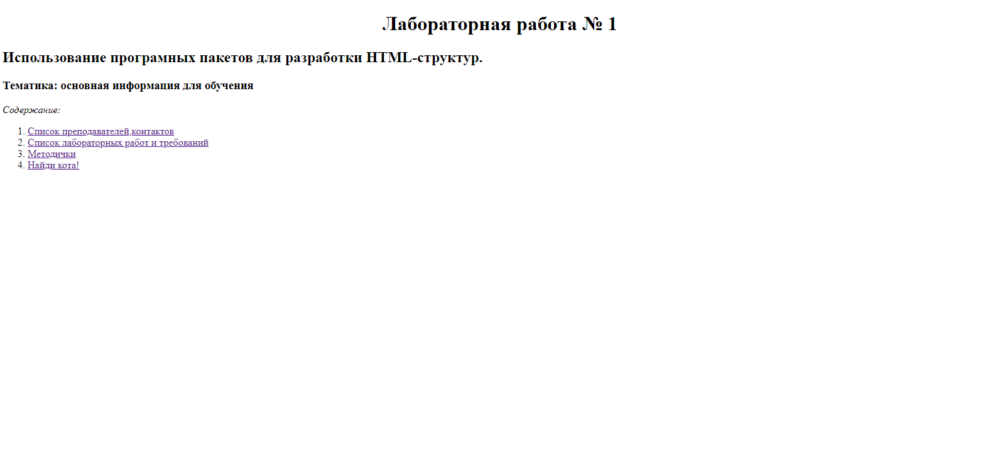 Лабораторная работа № 1
Использование програмных пакетов для разработки HTML-структур.
Тематика: основная информация для обучения
Содержание:
1. Список преподавателей,контактов
2. Список лабораторных работ и требований
3. Методички
4. Найди кота!